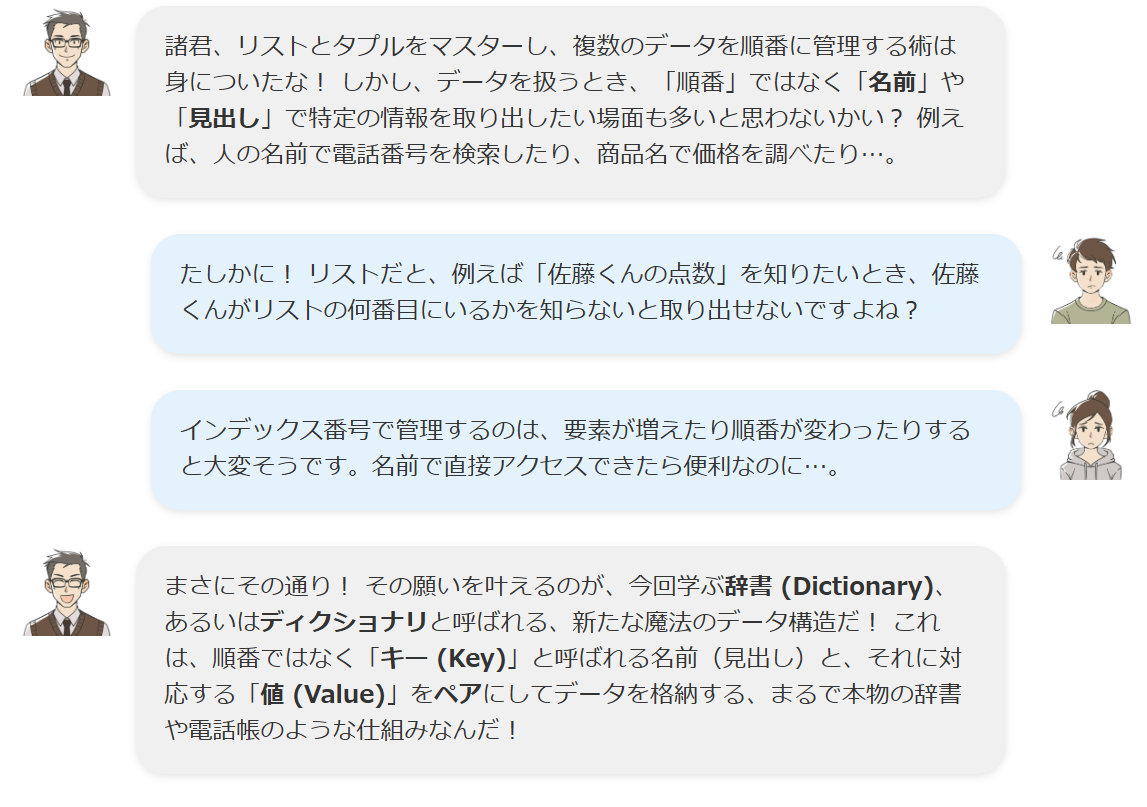 諸君、リストとタプルをマスターし、複数のデータを順番に管理する術は
身についたな！ しかし、データを扱うとき、「順番」ではなく「名前」や
「見出し」で特定の情報を取り出したい場面も多いと思わないかい？ 例え
ば、人の名前で電話番号を検索したり、商品名で価格を調べたり…。
たしかに！ リストだと、例えば「佐藤くんの点数」を知りたいとき、佐藤
くんがリストの何番目にいるかを知らないと取り出せないですよね？
インデックス番号で管理するのは、要素が増えたり順番が変わったりする
と大変そうです。名前で直接アクセスできたら便利なのに…。
まさにその通り！ その願いを叶えるのが、今回学ぶ辞書 (Dictionary)、
あるいはディクショナリと呼ばれる、新たな魔法のデータ構造だ！ これ
は、順番ではなく「キー (Key)」と呼ばれる名前（見出し）と、それに対
応する「値 (Value)」をペアにしてデータを格納する、まるで本物の辞書
や電話帳のような仕組みなんだ！